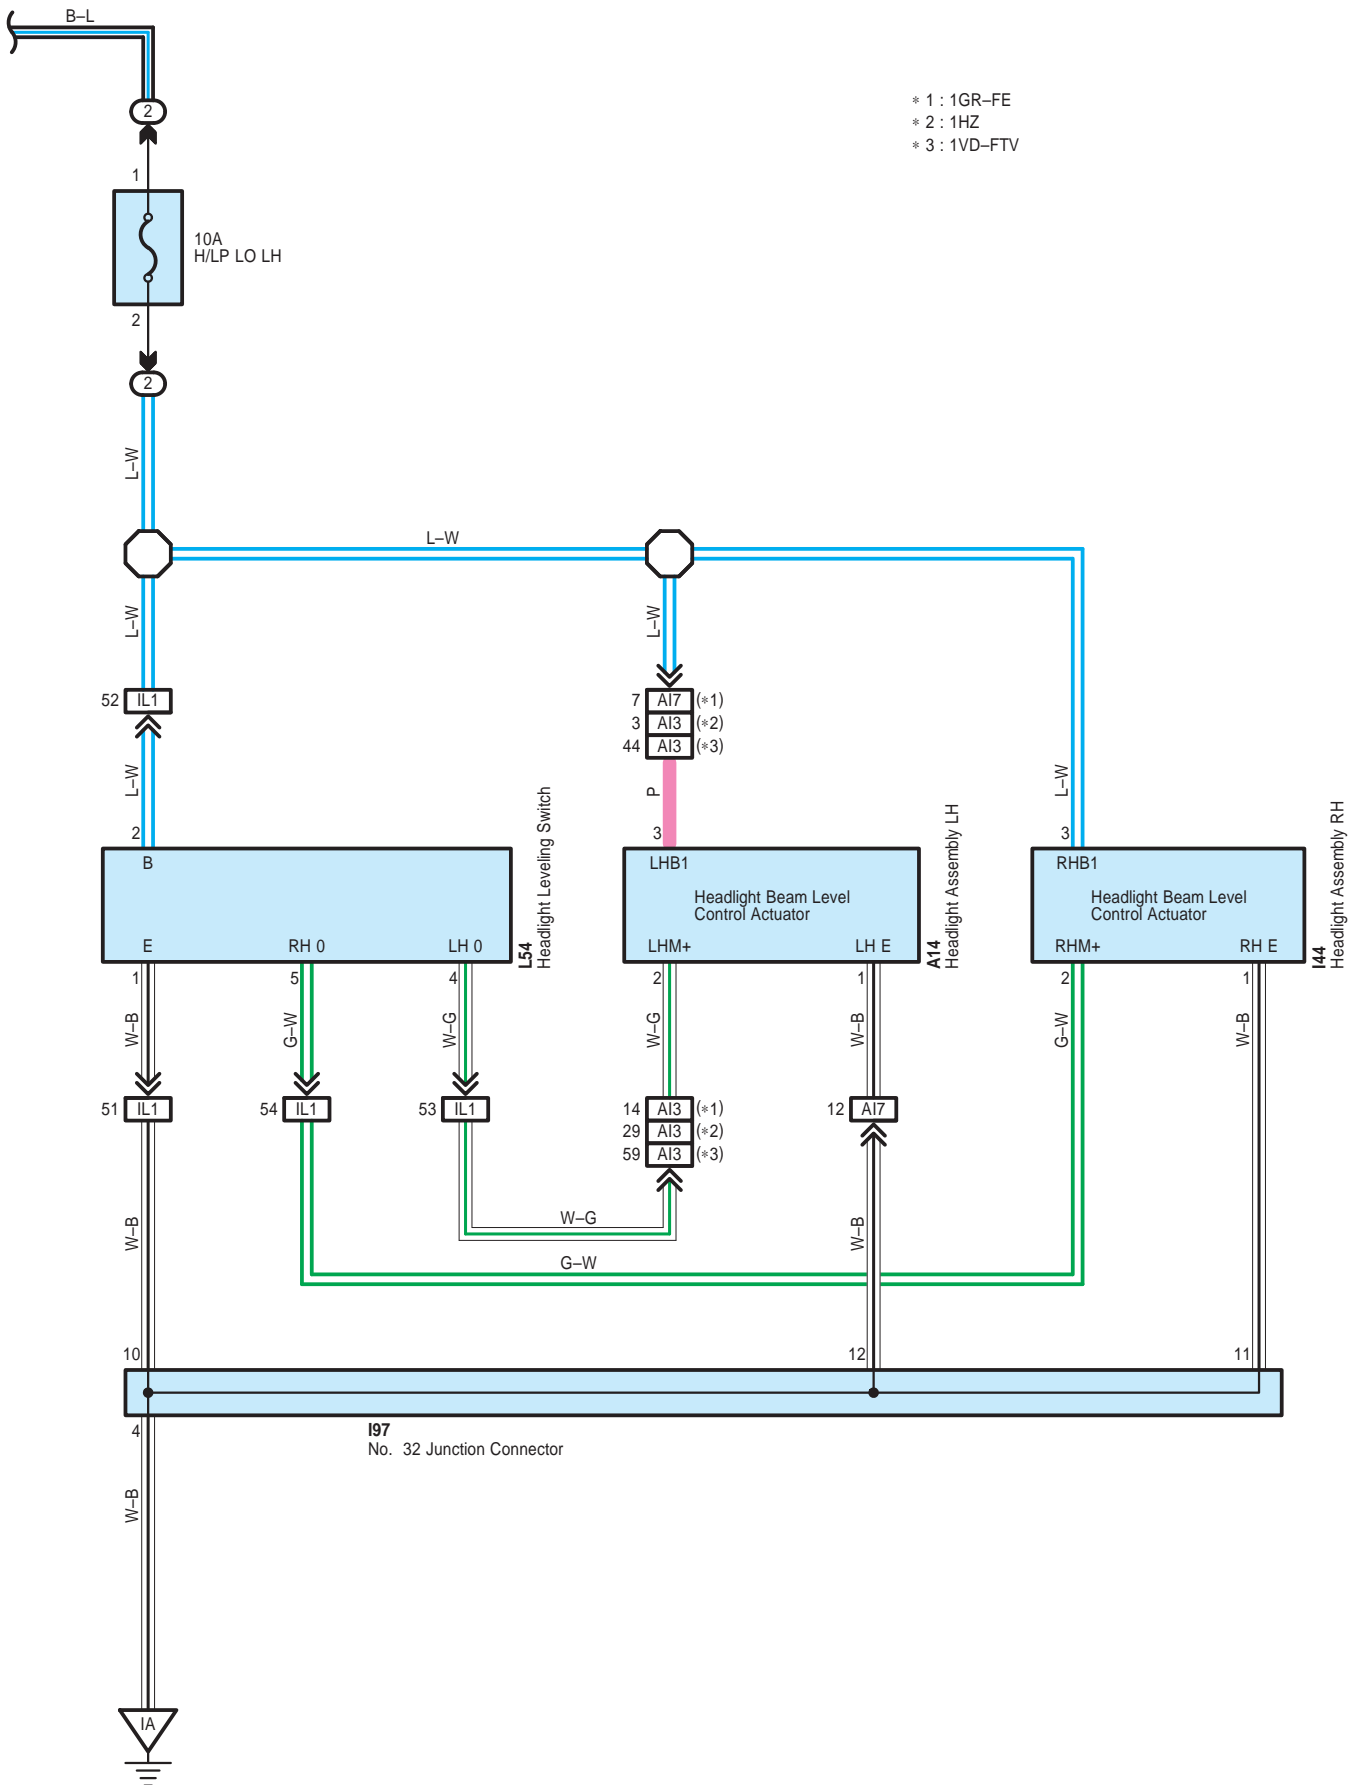 B–L
2
∗ 1 : 1GR–FE
∗ 2 : 1HZ
∗ 3 : 1VD–FTV
1
10A
H/LP LO LH
2
2
L–W
L–W
L–W
L–W
52 IL1
7 AI7 (∗1)
3 AI3 (∗2)
44 AI3 (∗3)
L–W
P
L–W
2
3
3
B
E
RH 0
LH 0
L54
Headlight Leveling Switch
LHB1
Headlight Beam Level
Control Actuator
LHM+
LH E
A14
Headlight Assembly LH
RHB1
Headlight Beam Level
Control Actuator
RHM+
RH E
I44
Headlight Assembly RH
1
5
4
2
1
2
1
W–B
G–W
W–G
W–G
W–B
G–W
W–B
51 IL1
54 IL1
53 IL1
14 AI3 (∗1)
29 AI3 (∗2)
59 AI3 (∗3)
12 AI7
W–B
W–G
W–B
G–W
10
12
11
4
I97
No. 32 Junction Connector
W–B
IA